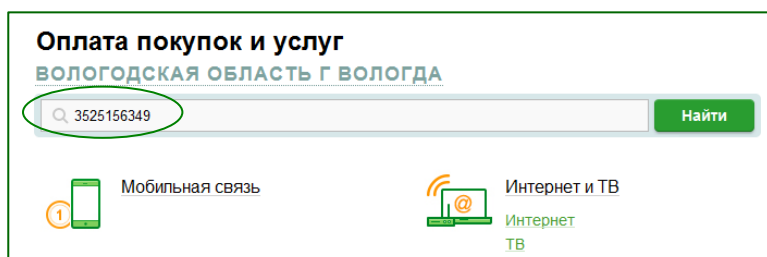 Оплата покупок и услуг
ВОЛОГОДСКАЯ ОБЛАСТЬ Г ВОЛОГДА
3525156349
Найти
1
Мобильная связь
@
Интернет и ТВ
Интернет
ТВ